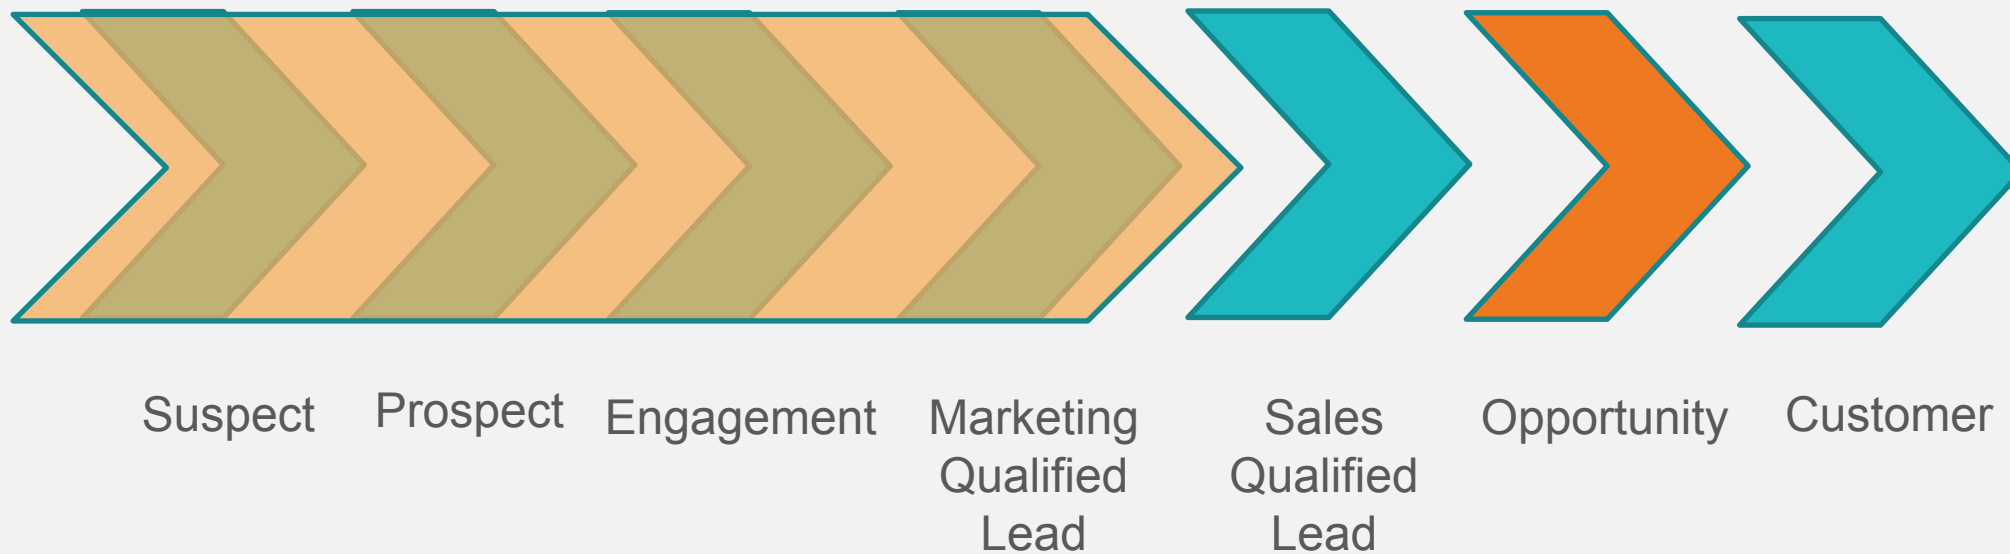 Suspect
Prospect
Engagement
Marketing
Qualified
Lead
Sales
Qualified
Lead
Opportunity
Customer